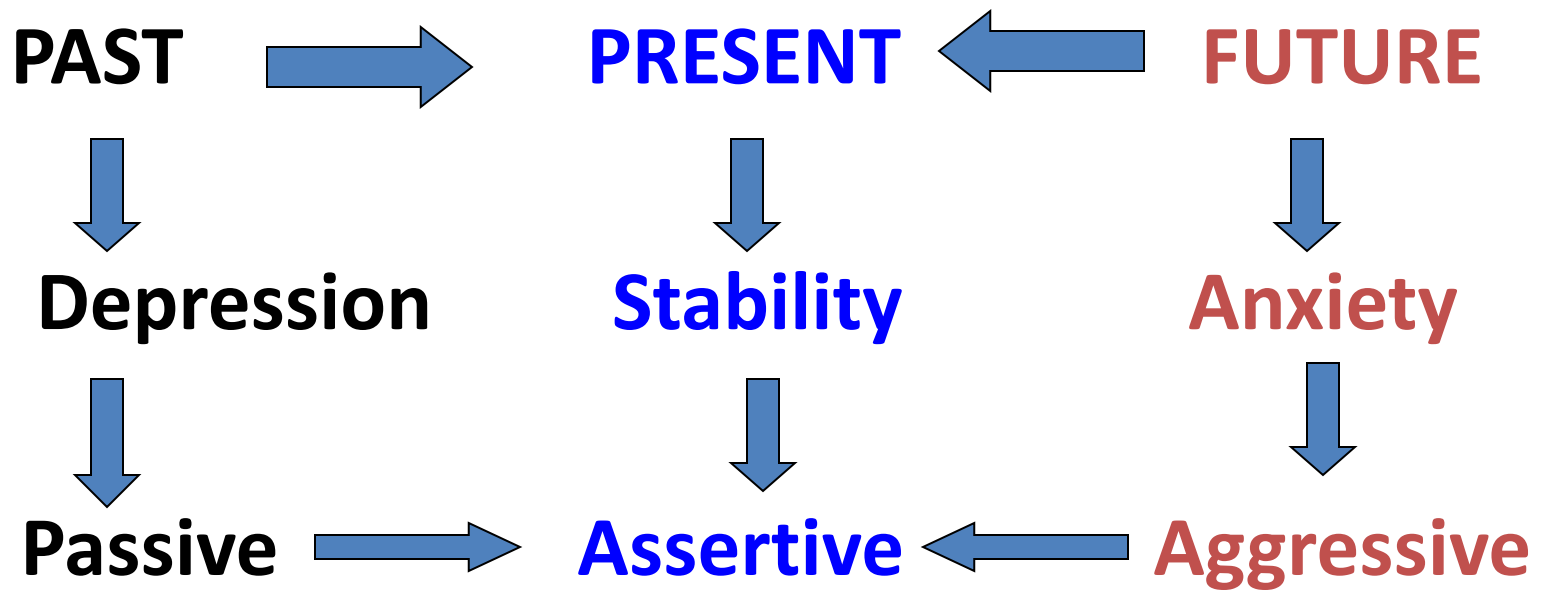 PAST PRESENT FUTURE
Depression Stability Anxiety
Passive Assertive Aggressive